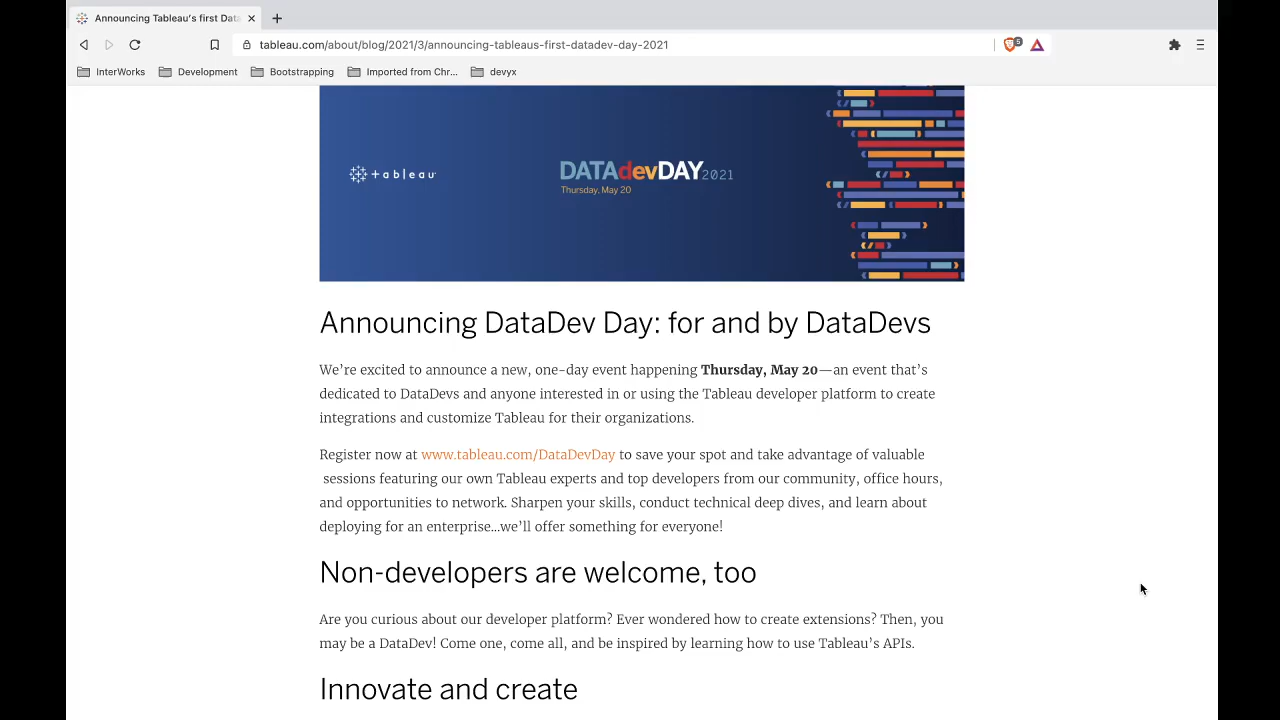 Announcing Tableau's first Data
tableau.com/about/blog/2021/3/announcing-tableaus-first-datadev-day-2021
5
InterWorks Development Bootstrapping Imported from Chr... devyx
+ a b l e a u
DATAdevDAY2021
Thursday, May 20
Announcing DataDev Day: for and by DataDevs
We’re excited to announce a new, one-day event happening Thursday, May 20—an event that’s
dedicated to DataDevs and anyone interested in or using the Tableau developer platform to create
integrations and customize Tableau for their organizations.
Register now at www.tableau.com/DataDevDay to save your spot and take advantage of valuable
sessions featuring our own Tableau experts and top developers from our community, office hours,
and opportunities to network. Sharpen your skills, conduct technical deep dives, and learn about
deploying for an enterprise...we’ll offer something for everyone!
Non-developers are welcome, too
Are you curious about our developer platform? Ever wondered how to create extensions? Then, you
may be a DataDev! Come one, come all, and be inspired by learning how to use Tableau’s APIs.
Innovate and create